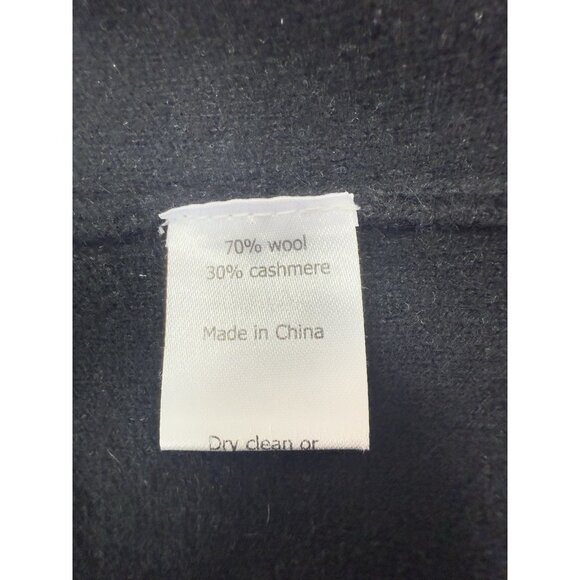 70% wool
30% cashmere
Made in China
Dry clean or